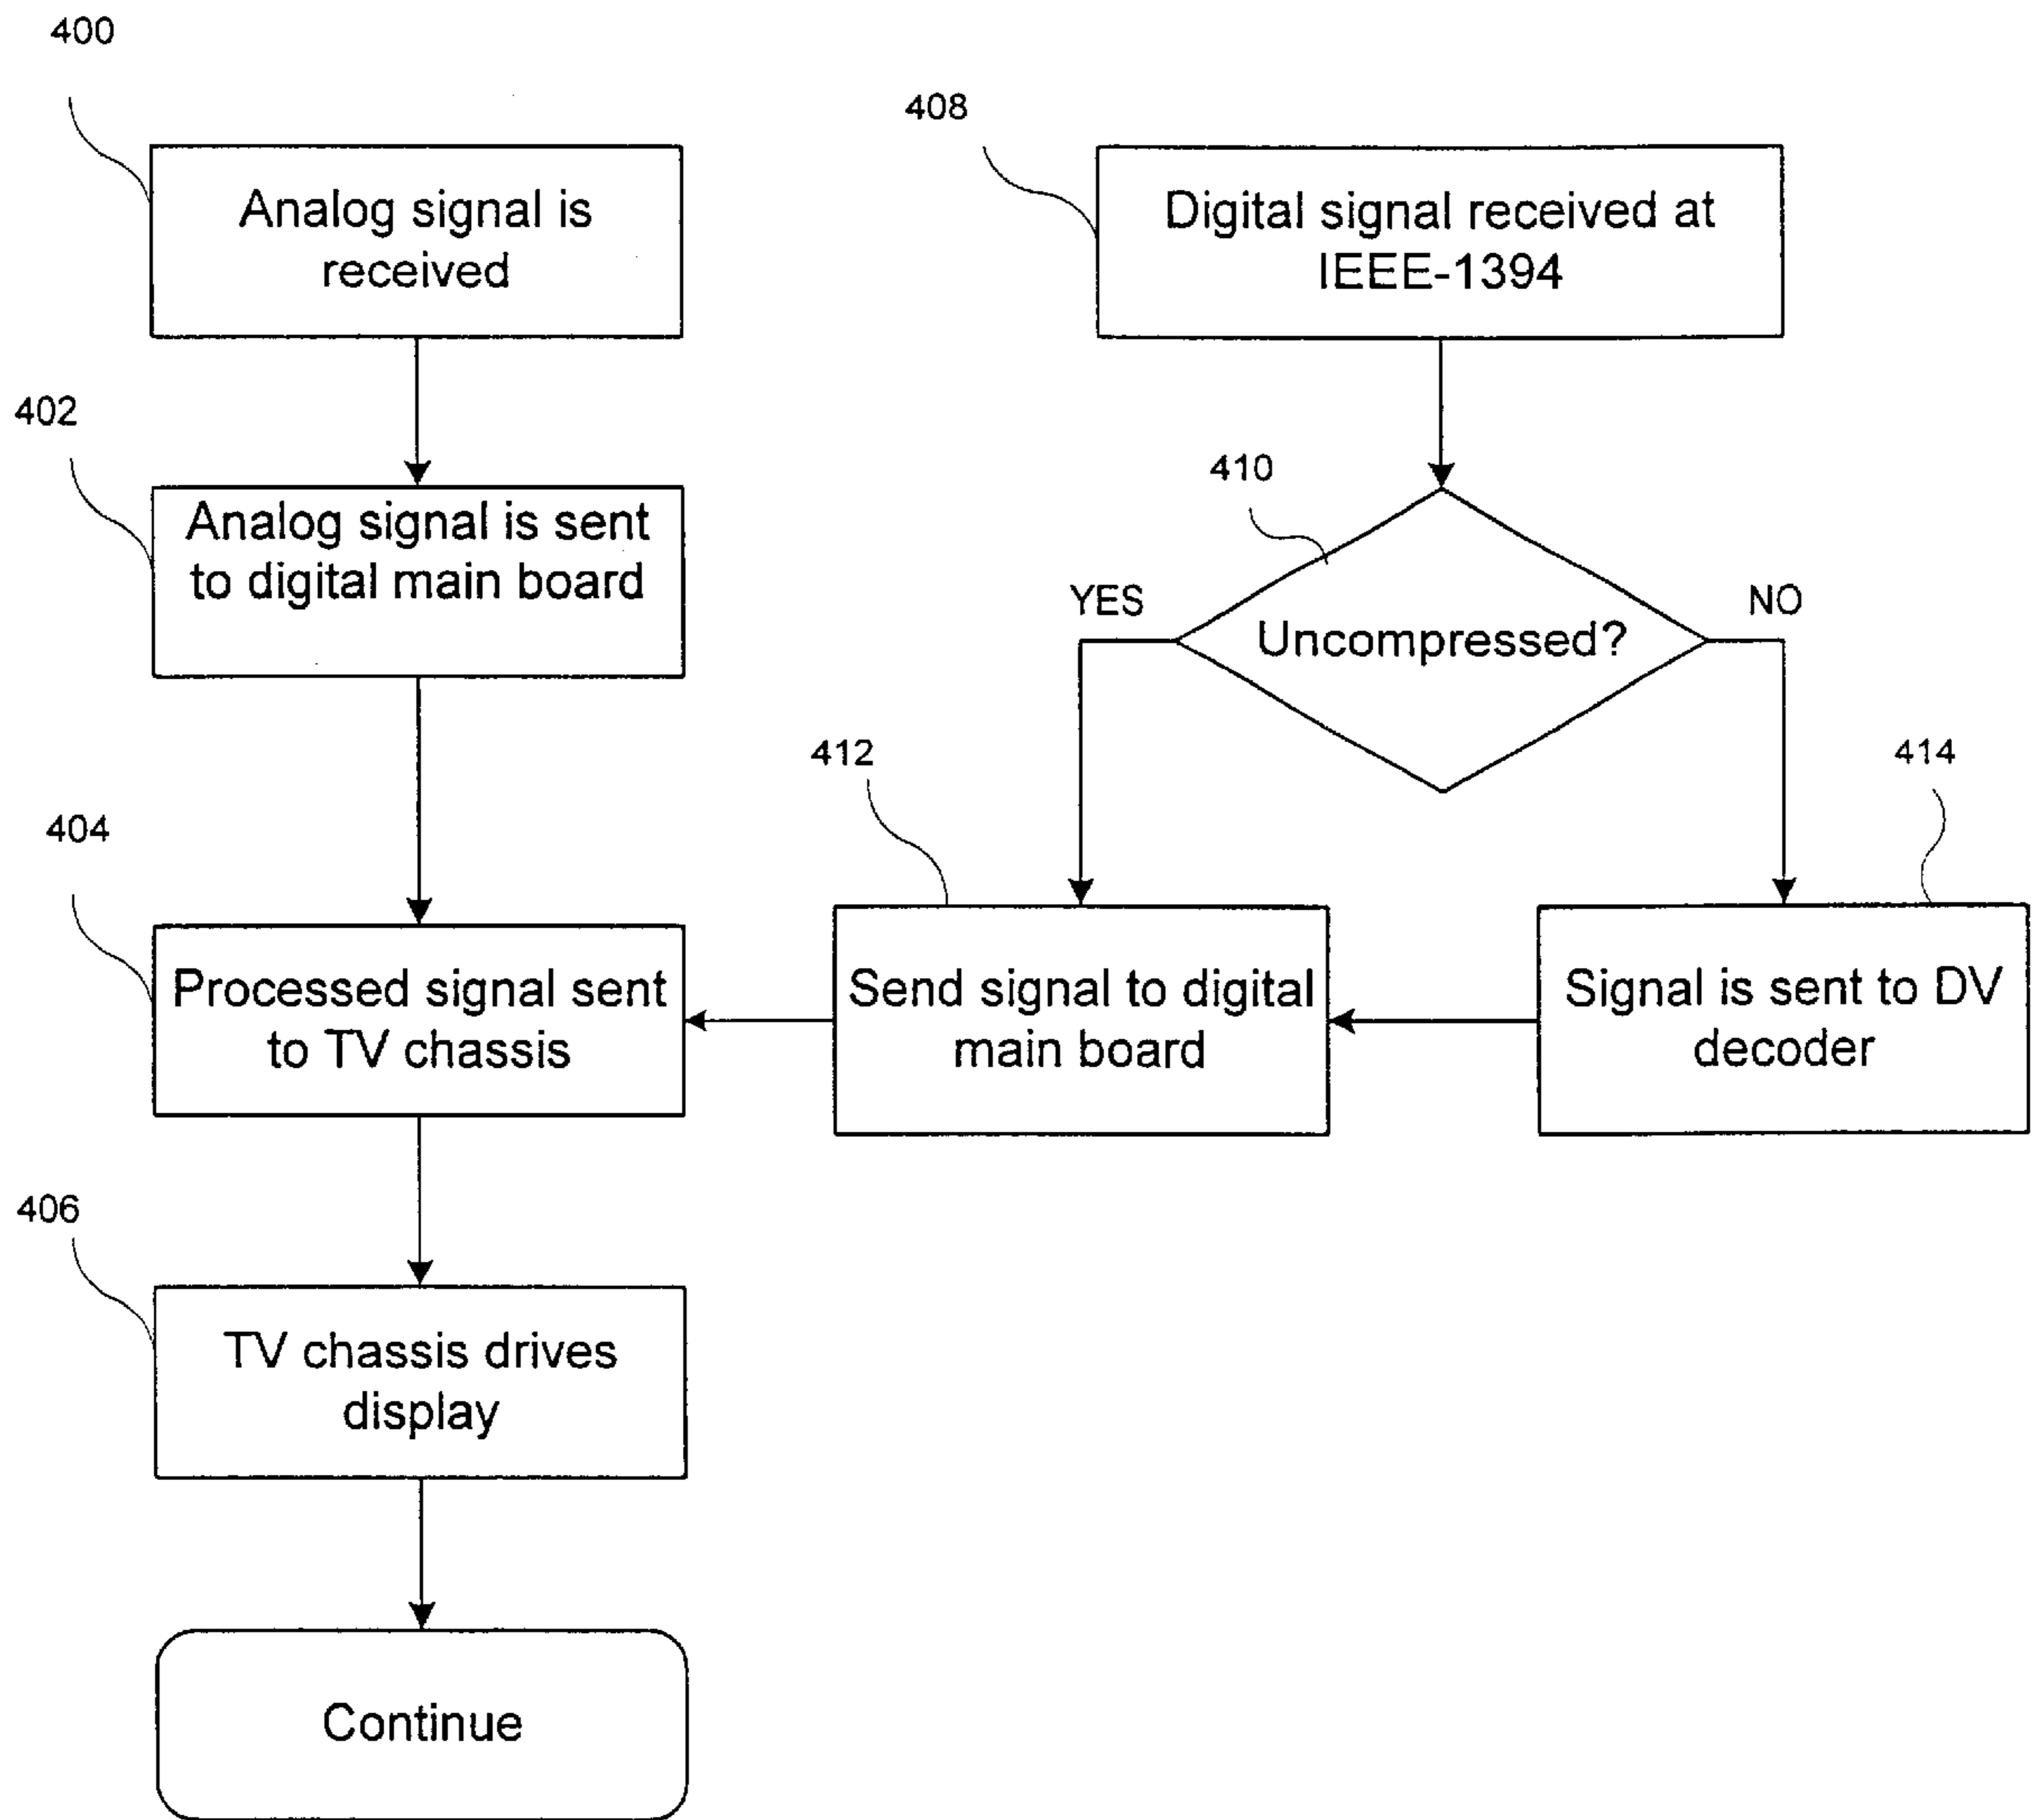 400
Analog signal is
received
402
Analog signal is sent
to digital main board
404
Processed signal sent
to TV chassis
406
TV chassis drives
display
Continue
408
Digital signal received at
IEEE-1394
410
YES
Uncompressed?
NO
412
Send signal to digital
main board
414
Signal is sent to DV
decoder